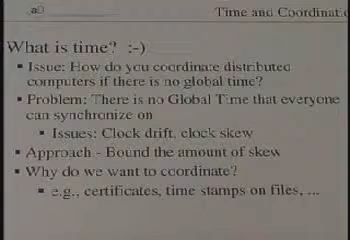 Time and Coordinatio
What is time? :-)
▪ Issue: How do you coordinate distributed
computers if there is no global time?
▪ Problem: There is no Global Time that everyone
can synchronize on
▪ Issues: Clock drift, clock skew
▪ Approach - Bound the amount of skew
▪ Why do we want to coordinate?
▪ e.g., certificates, time stamps on files, ...